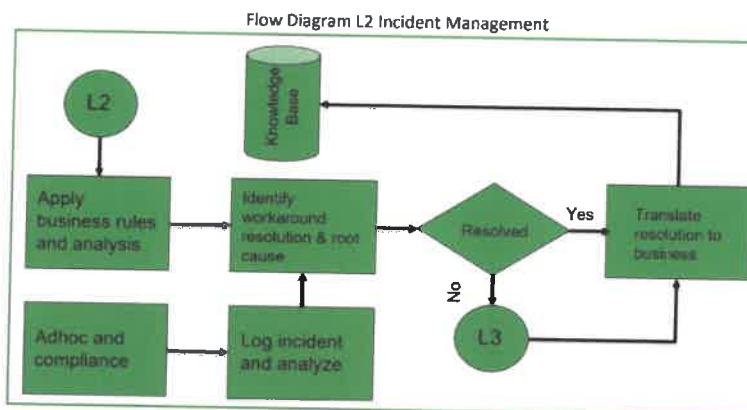 Flow Diagram L2 Incident Management
L2
Knowledge
Base
Apply
business rules
and analysis
Identify
workaround
resolution & root
cause
Resolved
Yes
Translate
resolution to
business
No
Adhoc and
compliance
Log incident
and analyze
L3